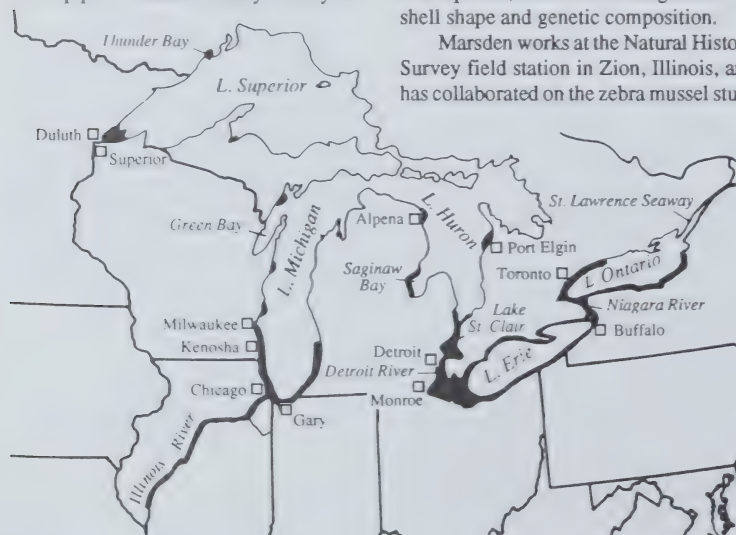 shell shape and genetic composition.
Marsden works at the Natural Histo
Survey field station in Zion, Illinois, a
has collaborated on the zebra mussel stu
Thunder Bay
L. Superior
Duluth
Superior
St. Lawrence Seaway
Green Bay
L. Michigan
Alpena
L. Huron
Port Elgin
Toronto
L Ontario
Saginaw
Bay
Niagara River
Lake
St. Clair
Milwaukee
Buffalo
Kenosha
Detroit
L. Erie
Detroit River
Chicago
Monroe
Gary
Illinois River